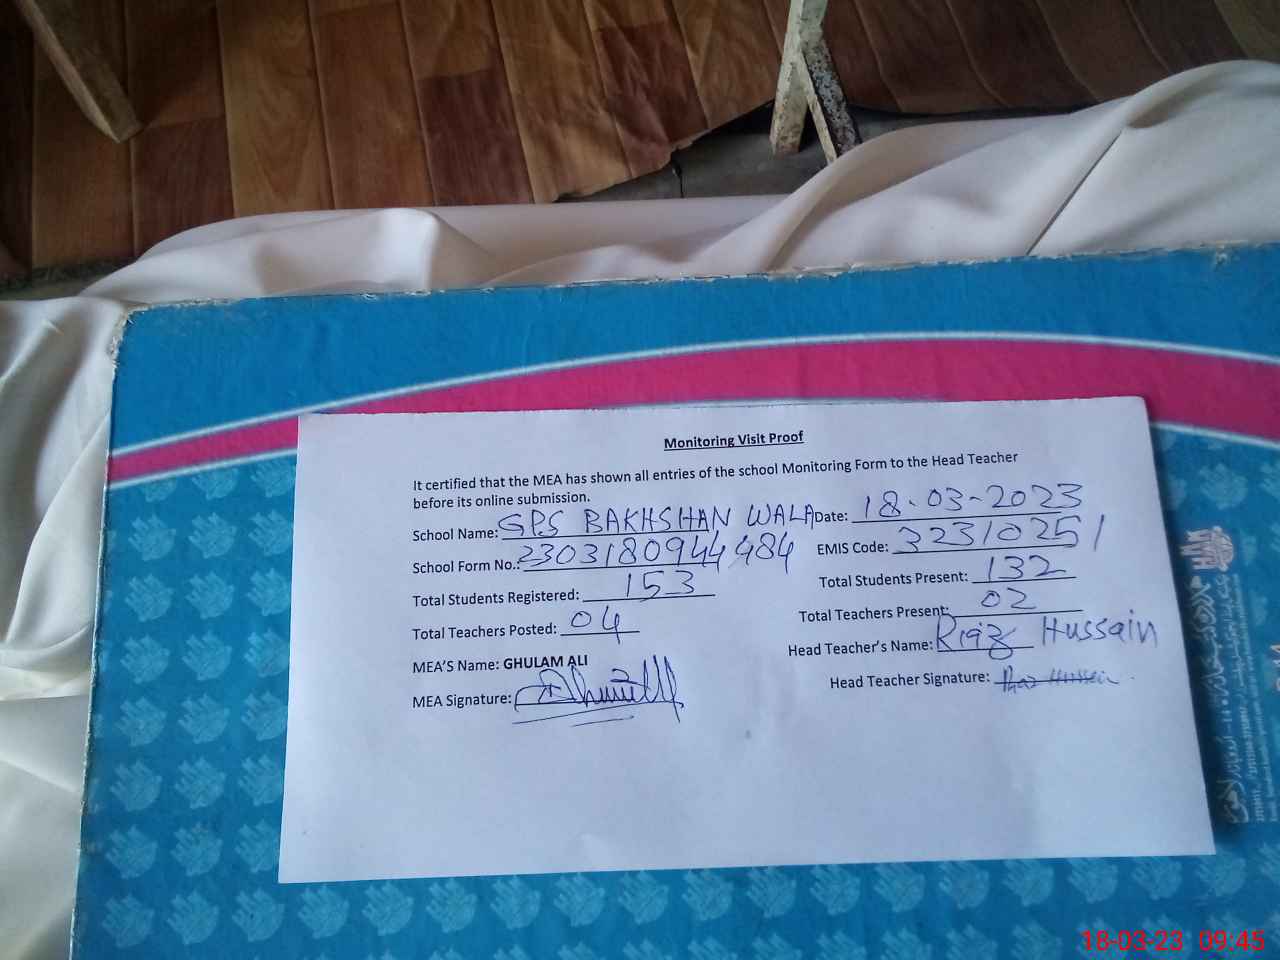 Monitoring Visit Proof
It certified that the MEA has shown all entries of the school Monitoring Form to the Head Teacher
before its online submission.
School Name: GPS BAKHSHAN WALA Date: 18-03-2023
School Form No.: 2303180944484 EMIS Code: 32310251
Total Students Registered: 153 Total Students Present: 132
Total Teachers Posted: 04 Total Teachers Present: 02
MEA'S Name: GHULAM ALI Head Teacher's Name: Riaz Hussain
MEA Signature: Head Teacher Signature: Riaz Hussain
18-03-23 09:45